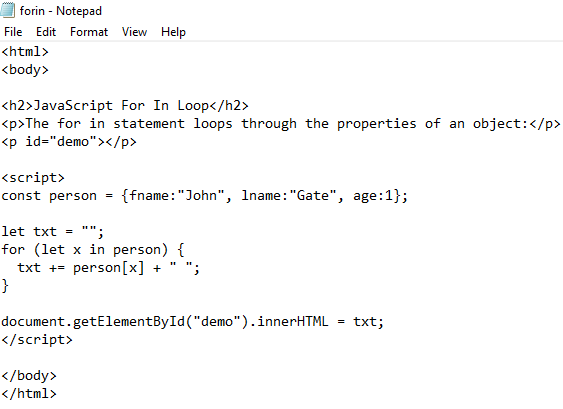 forin - Notepad
File Edit Format View Help
<html>
<body>

<h2>JavaScript For In Loop</h2>
<p>The for in statement loops through the properties of an object:</p>
<p id="demo"></p>

<script>
const person = {fname:"John", lname:"Gate", age:1};

let txt = "";
for (let x in person) {
  txt += person[x] + " ";
}

document.getElementById("demo").innerHTML = txt;
</script>

</body>
</html>